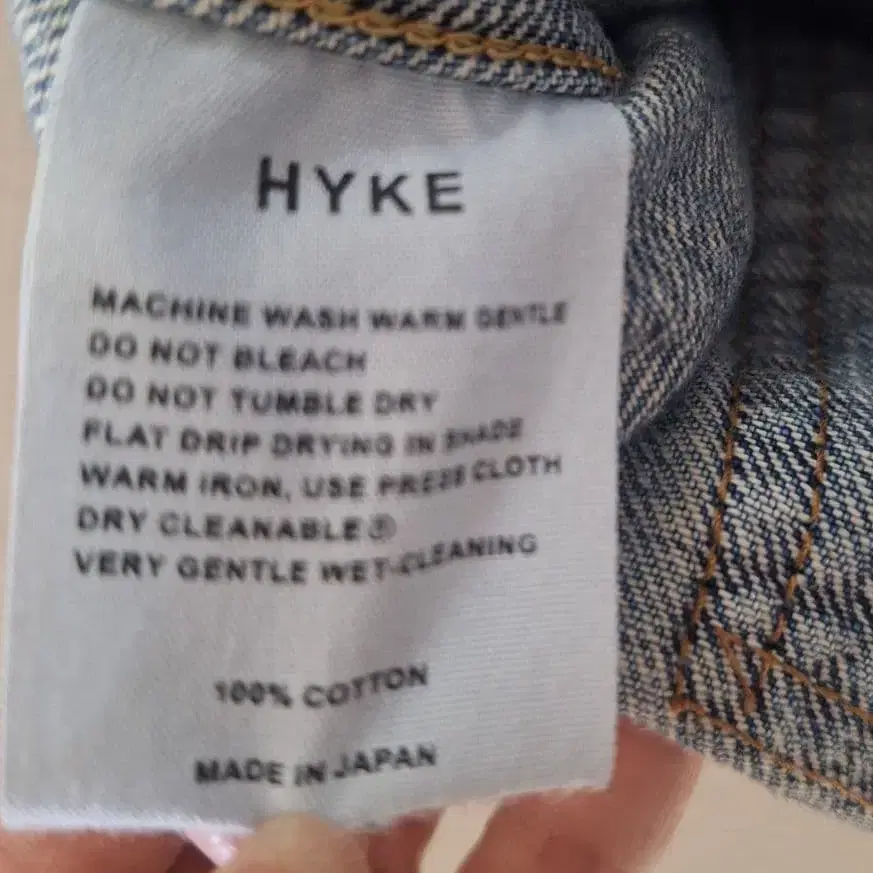 HYKE
MACHINE WASH WARM GENTLE
DO NOT BLEACH
DO NOT TUMBLE DRY
FLAT DRIP DRYING IN SHADE
WARM IRON, USE PRESS CLOTH
DRY CLEANABLE
VERY GENTLE WET-CLEANING
100% COTTON
MADE IN JAPAN